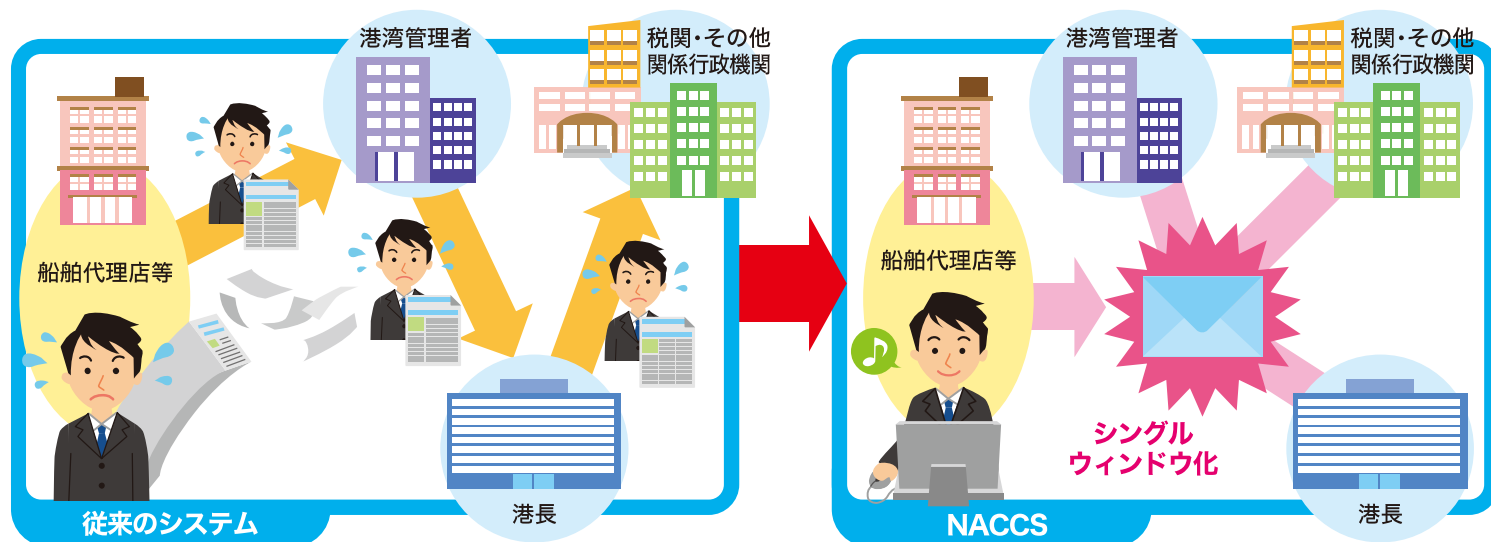 港湾管理者
税関・その他
関係行政機関
船舶代理店等
港長
従来のシステム
港湾管理者
税関・その他
関係行政機関
船舶代理店等
シングル
ウィンドウ化
港長
NACCS